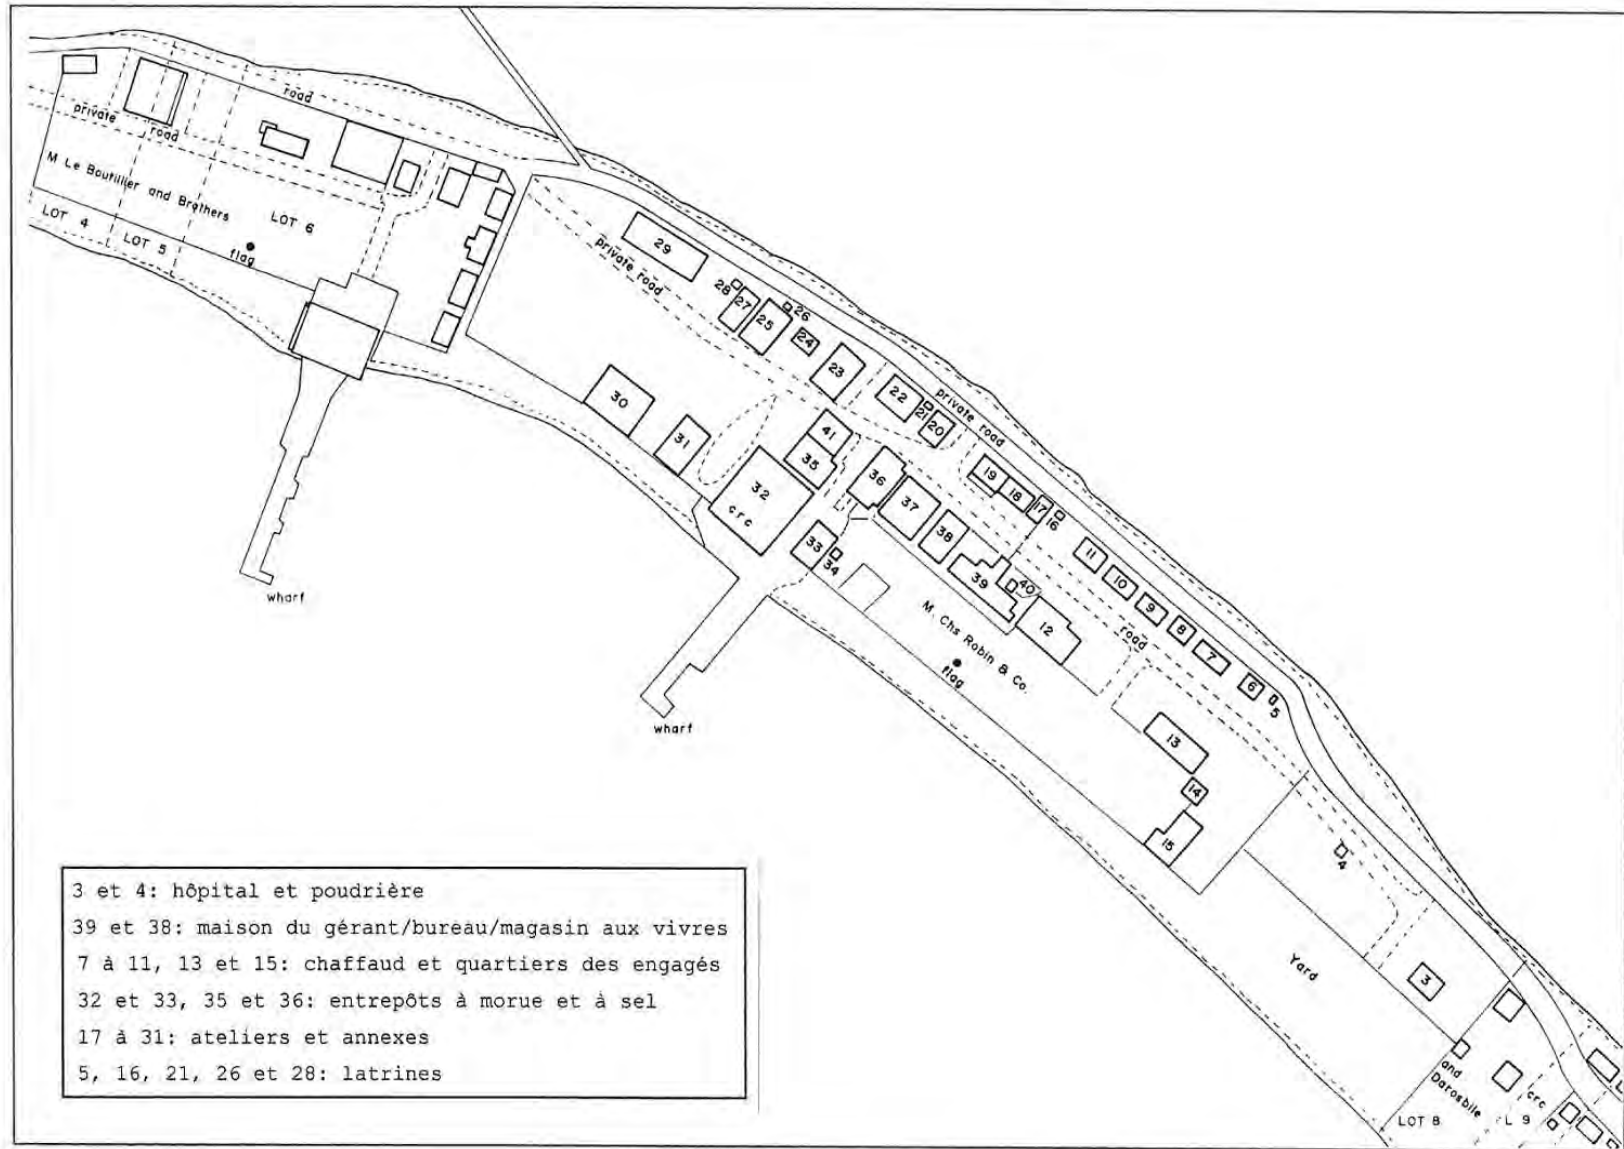 road
private
road
M Le Boutillier and Brothers
LOT 4
LOT 5
LOT 6
flag
wharf
private road
29
28
27
26
25
24
23
22
21
20
private road
19
18
17
16
30
31
41
35
32
crc
36
37
38
33
34
39
40
12
11
10
9
8
7
6
5
road
M. Chs Robin & Co.
flag
wharf
13
14
15
4
3
Yard
and
Darosbile
crc
LOT 8
L 9
3 et 4: hôpital et poudrière
39 et 38: maison du gérant/bureau/magasin aux vivres
7 à 11, 13 et 15: chaffaud et quartiers des engagés
32 et 33, 35 et 36: entrepôts à morue et à sel
17 à 31: ateliers et annexes
5, 16, 21, 26 et 28: latrines